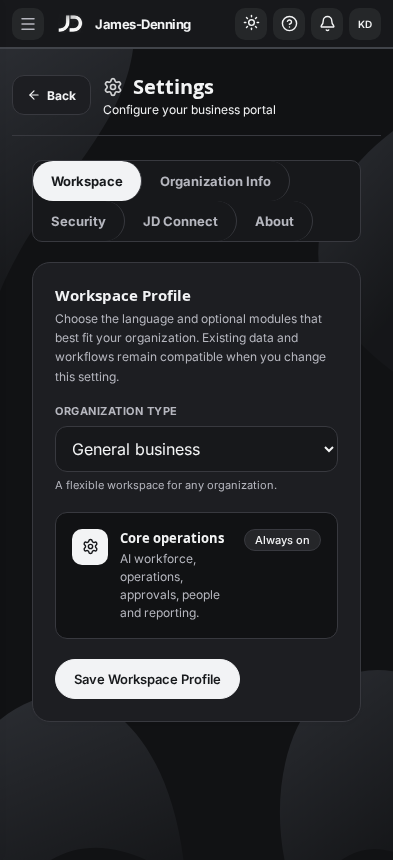 JD James-Denning KD
Back
Settings
Configure your business portal
Workspace Organization Info
Security JD Connect About
Workspace Profile
Choose the language and optional modules that
best fit your organization. Existing data and
workflows remain compatible when you change
this setting.
ORGANIZATION TYPE
General business
A flexible workspace for any organization.
Core operations Always on
AI workforce,
operations,
approvals, people
and reporting.
Save Workspace Profile